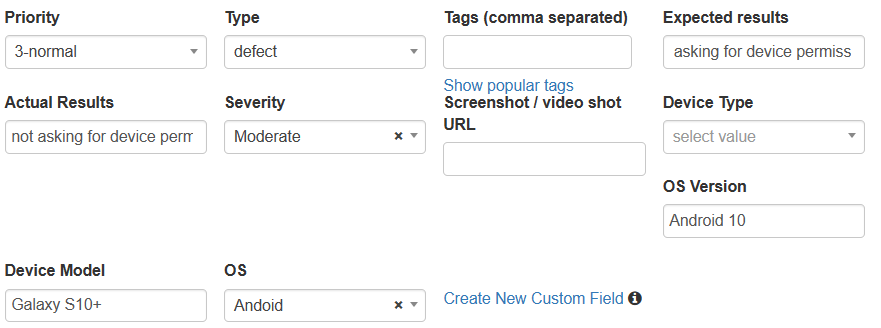 Priority
Type
Tags (comma separated)
Expected results
3-normal
defect
asking for device permiss
Show popular tags
Actual Results
Severity
Screenshot / video shot
URL
Device Type
not asking for device perm
Moderate ×
select value
OS Version
Android 10
Device Model
OS
Galaxy S10+
Andoid ×
Create New Custom Field